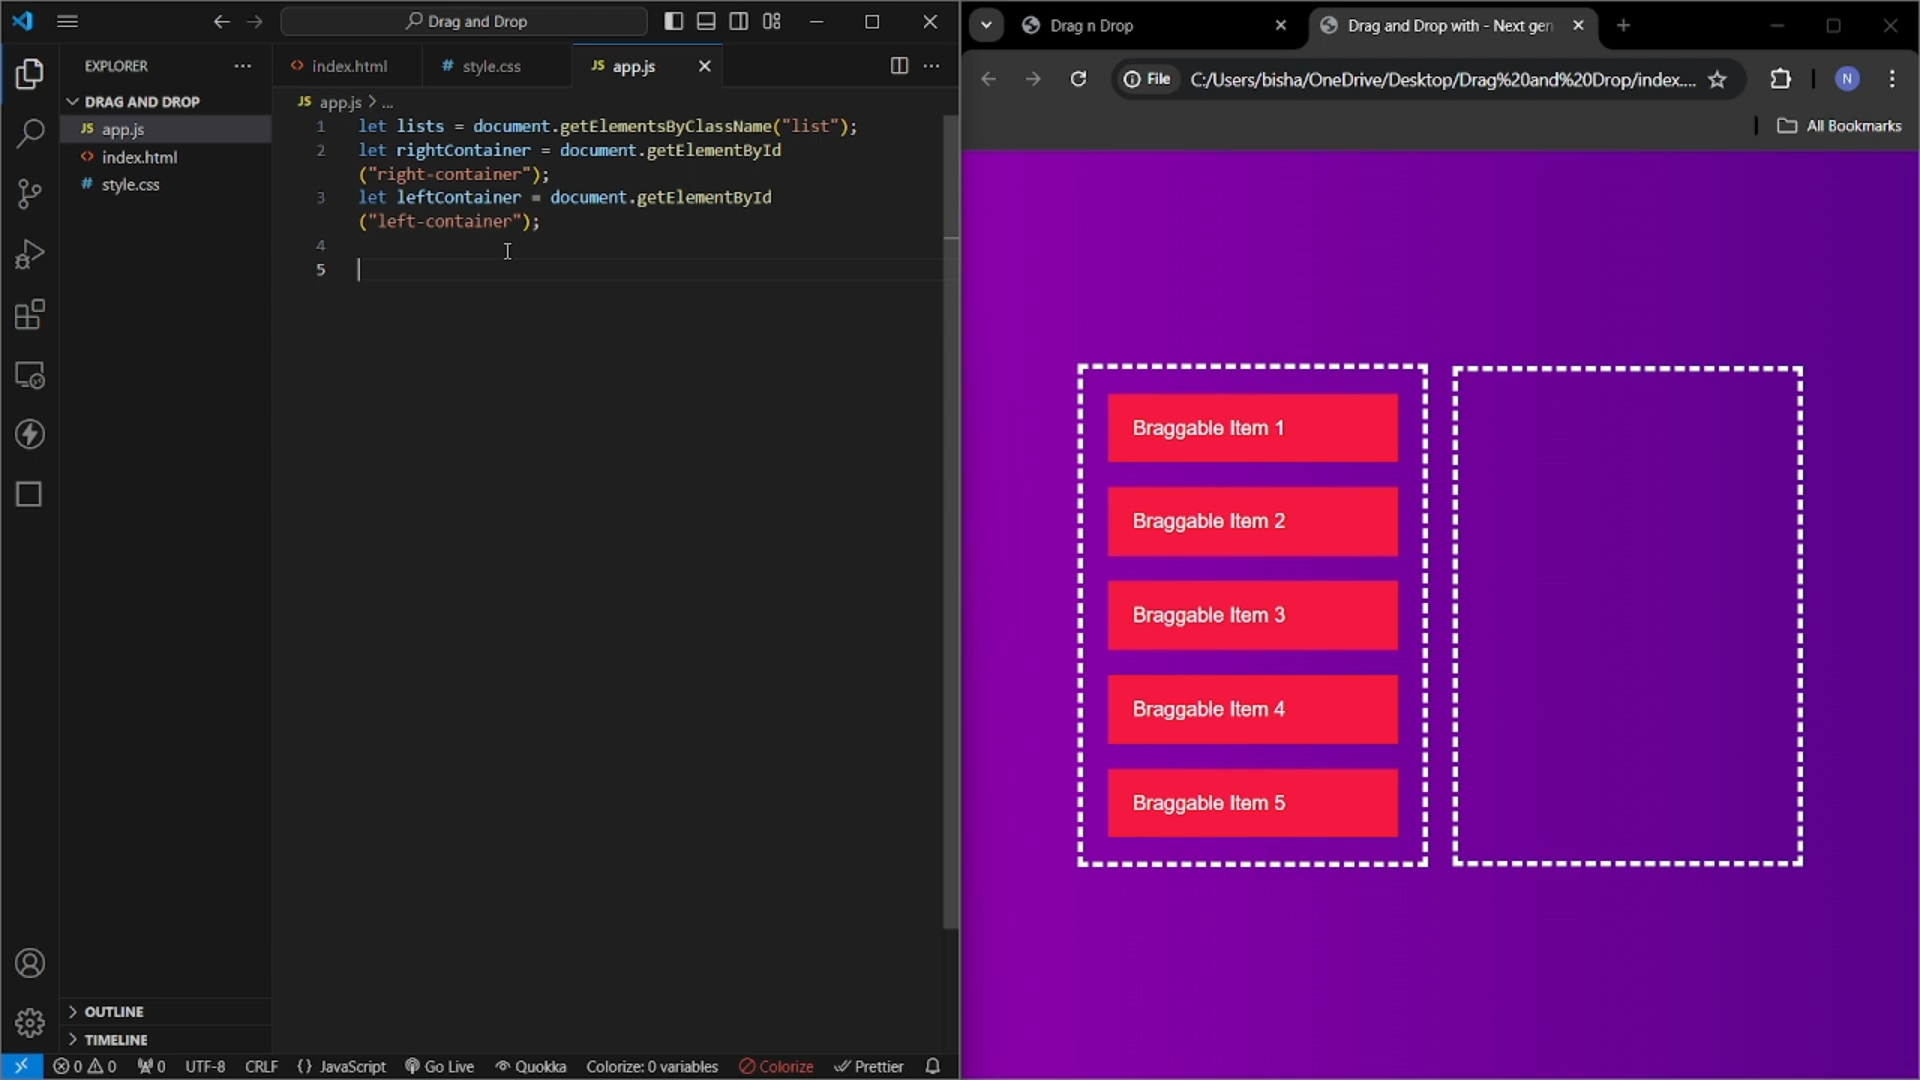 Drag and Drop
EXPLORER
DRAG AND DROP
JS app.js
<> index.html
# style.css
OUTLINE
TIMELINE
<> index.html
# style.css
JS app.js
JS app.js > ...
1 let lists = document.getElementsByClassName("list");
2 let rightContainer = document.getElementById
("right-container");
3 let leftContainer = document.getElementById
("left-container");
4
5
0 0 0 UTF-8 CRLF {} JavaScript Go Live Quokka Colorize: 0 variables Colorize Prettier
Drag n Drop
Drag and Drop with - Next gen
File C:/Users/bisha/OneDrive/Desktop/Drag%20and%20Drop/index....
N
All Bookmarks
Braggable Item 1
Braggable Item 2
Braggable Item 3
Braggable Item 4
Braggable Item 5